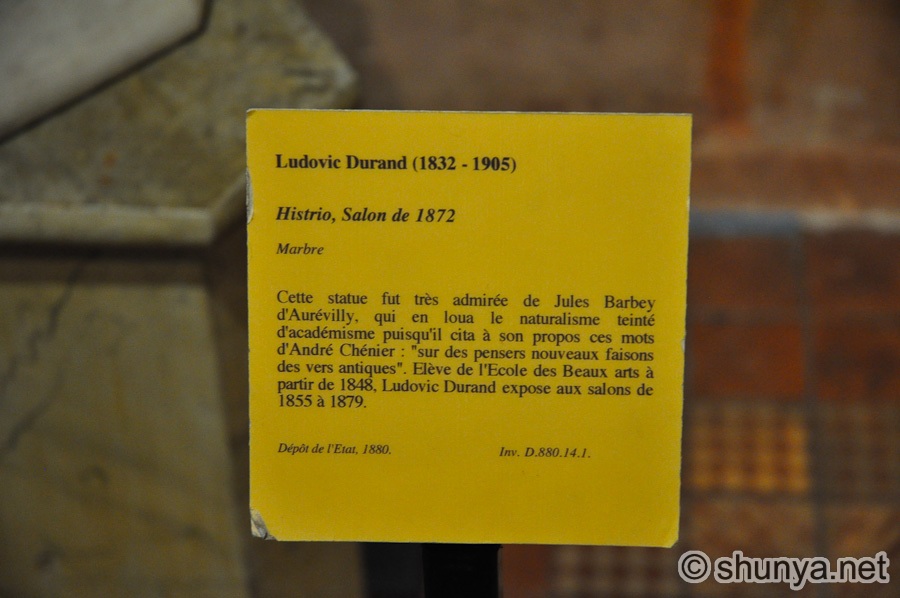 Ludovic Durand (1832 - 1905)
Histrio, Salon de 1872
Marbre
Cette statue fut très admirée de Jules Barbey
d'Aurévilly, qui en loua le naturalisme teinté
d'académisme puisqu'il cita à son propos ces mots
d'André Chénier : "sur des pensers nouveaux faisons
des vers antiques". Elève de l'Ecole des Beaux arts à
partir de 1848, Ludovic Durand expose aux salons de
1855 à 1879.
Dépôt de l'Etat, 1880. Inv. D.880.14.1.
© shunya.net